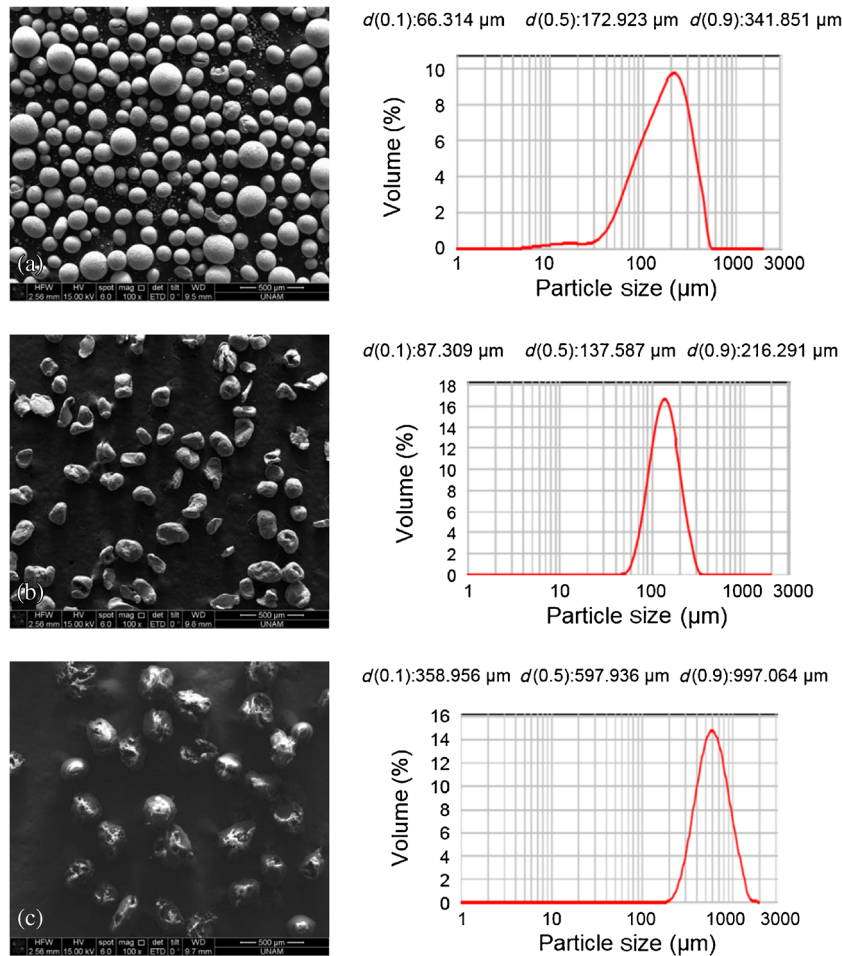 d(0.1):66.314 μm d(0.5):172.923 μm d(0.9):341.851 μm
10
8
6
4
2
0
Volume (%)
1 10 100 1000 3000
Particle size (μm)
(a)
HFW HV spot mag det tilt WD 500 μm
2.56 mm 15.00 kV 6.0 100 x ETD 0° 9.5 mm UNAM
d(0.1):87.309 μm d(0.5):137.587 μm d(0.9):216.291 μm
18
16
14
12
10
8
6
4
2
0
Volume (%)
1 10 100 1000 3000
Particle size (μm)
(b)
HFW HV spot mag det tilt WD 500 μm
2.56 mm 15.00 kV 6.0 100 x ETD 0° 9.8 mm UNAM
d(0.1):358.956 μm d(0.5):597.936 μm d(0.9):997.064 μm
16
14
12
10
8
6
4
2
0
Volume (%)
1 10 100 1000 3000
Particle size (μm)
(c)
HFW HV spot mag det tilt WD 500 μm
2.56 mm 15.00 kV 6.0 100 x ETD 0° 9.7 mm UNAM